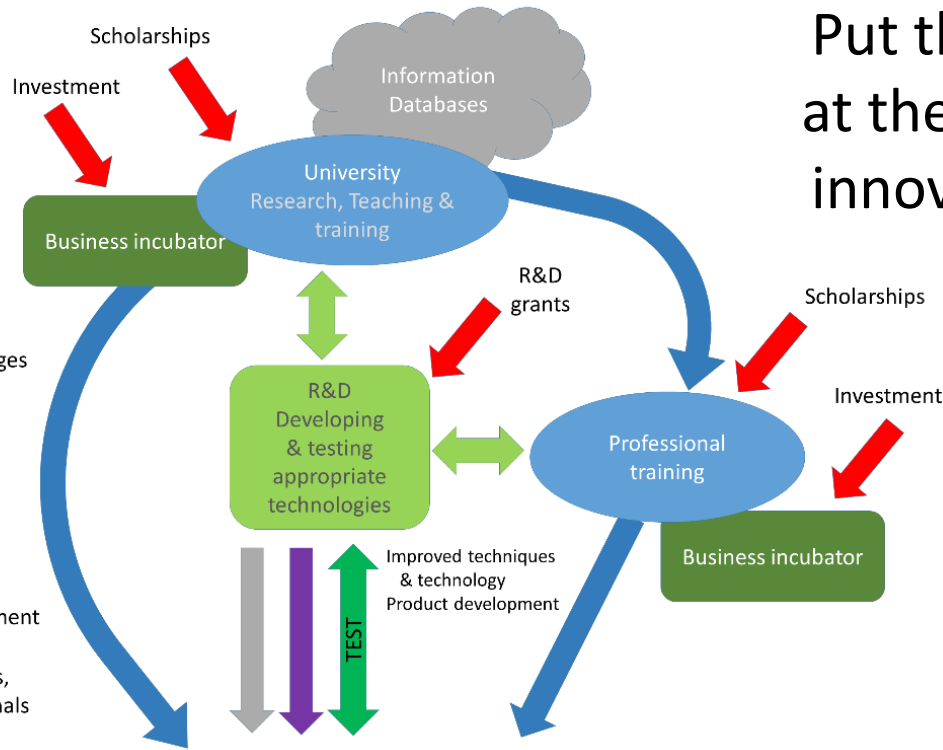 Put th
at the
innov
Scholarships
Investment
Information
Databases
University
Research, Teaching &
training
Business incubator
R&D
grants
Scholarships
ges
R&D
Developing
& testing
appropriate
technologies
Investment
Professional
training
Improved techniques
& technology
Product development
Business incubator
TEST
ment
s,
nals